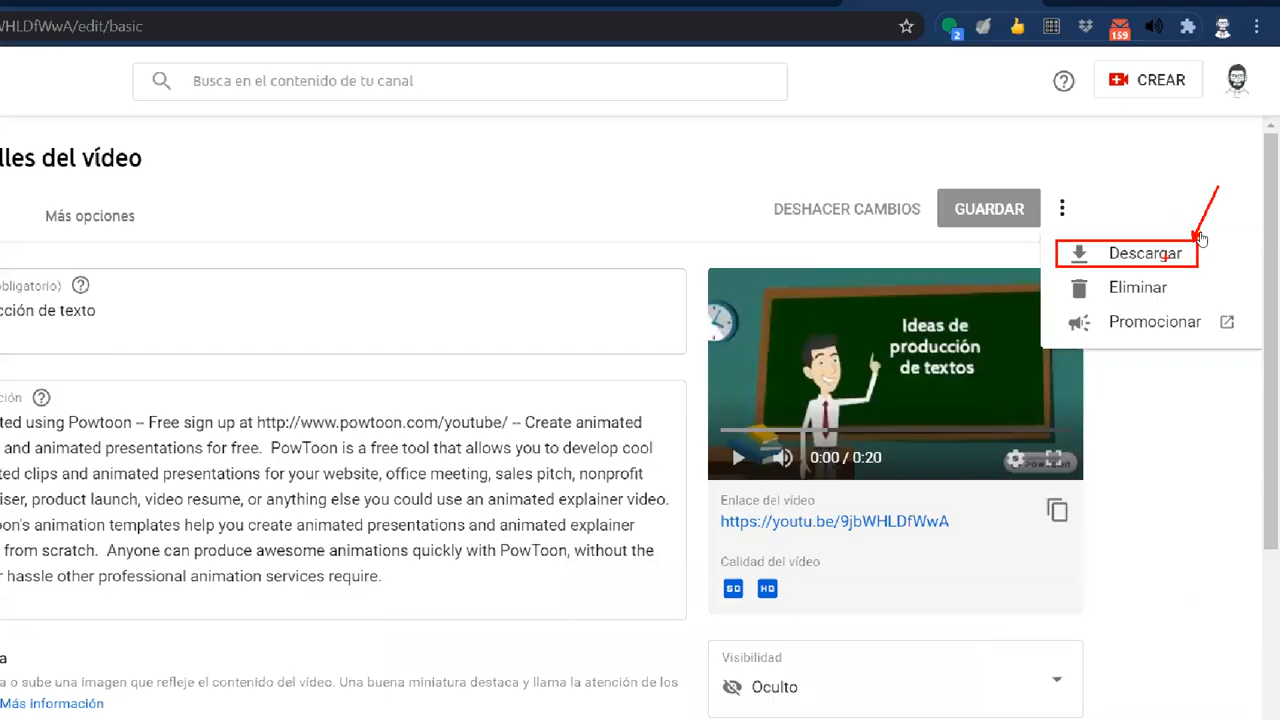 WHLDfWwA/edit/basic
2
159
Busca en el contenido de tu canal
CREAR
lles del vídeo
Más opciones
DESHACER CAMBIOS
GUARDAR
Descargar
Eliminar
Promocionar
obligatorio)
cción de texto
Ideas de
producción
de textos
0:00 / 0:20
ción
ted using Powtoon -- Free sign up at http://www.powtoon.com/youtube/ -- Create animated
and animated presentations for free. PowToon is a free tool that allows you to develop cool
ted clips and animated presentations for your website, office meeting, sales pitch, nonprofit
iser, product launch, video resume, or anything else you could use an animated explainer video.
oon's animation templates help you create animated presentations and animated explainer
from scratch. Anyone can produce awesome animations quickly with PowToon, without the
r hassle other professional animation services require.
Enlace del vídeo
https://youtu.be/9jbWHLDfWwA
Calidad del vídeo
SD HD
a
a o sube una imagen que refleje el contenido del vídeo. Una buena miniatura destaca y llama la atención de los
Más información
Visibilidad
Oculto